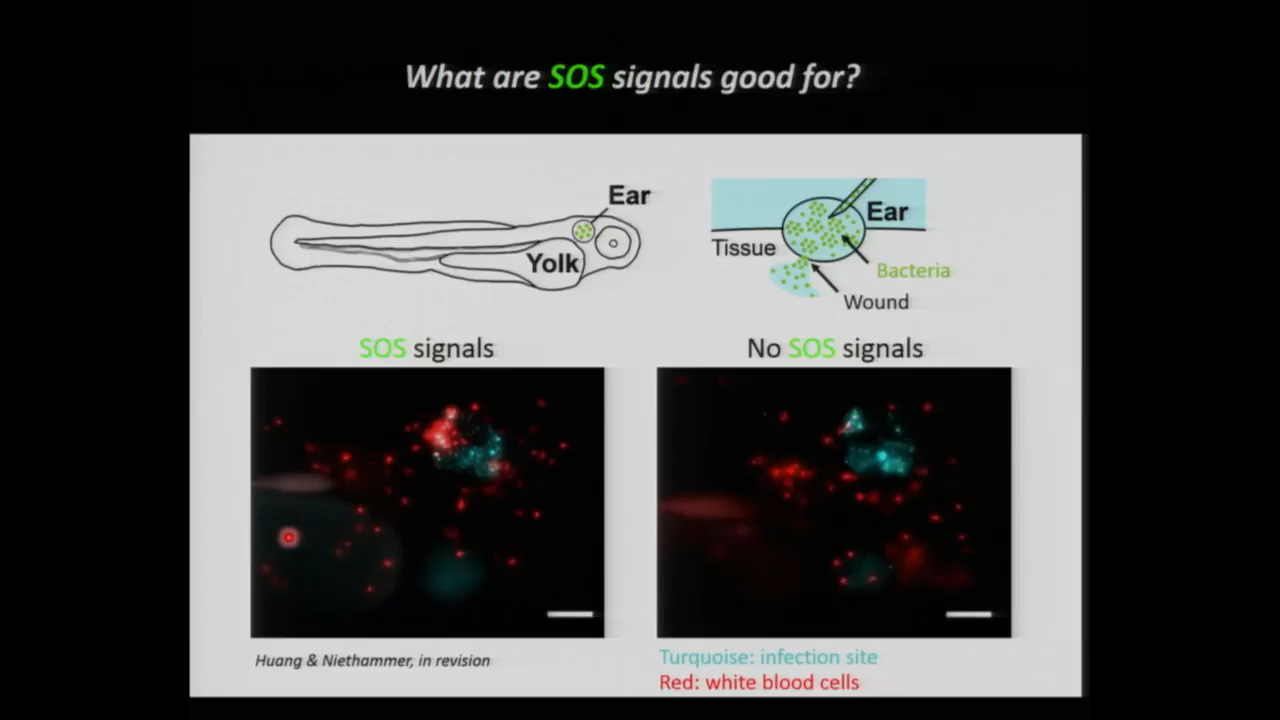 What are SOS signals good for?
Ear
Yolk
Ear
Tissue
Bacteria
Wound
SOS signals
No SOS signals
Huang & Niethammer, in revision
Turquoise: infection site
Red: white blood cells